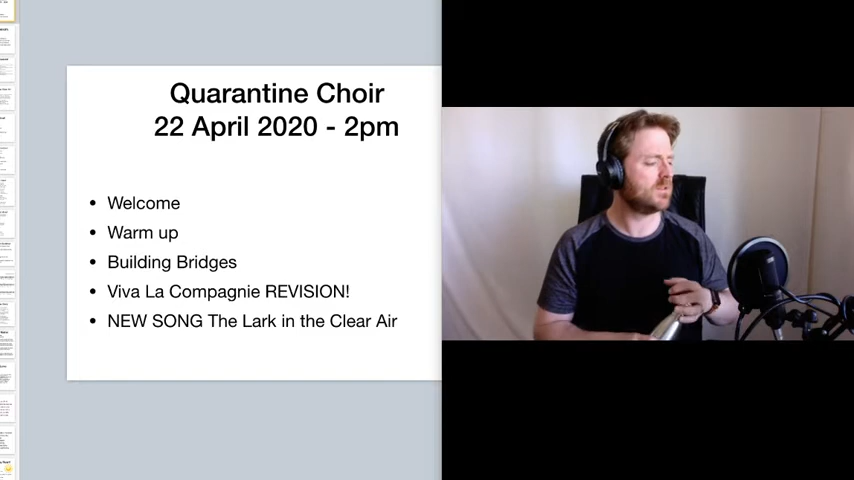 Quarantine Choir
22 April 2020 - 2pm
• Welcome
• Warm up
• Building Bridges
• Viva La Compagnie REVISION!
• NEW SONG The Lark in the Clear Air